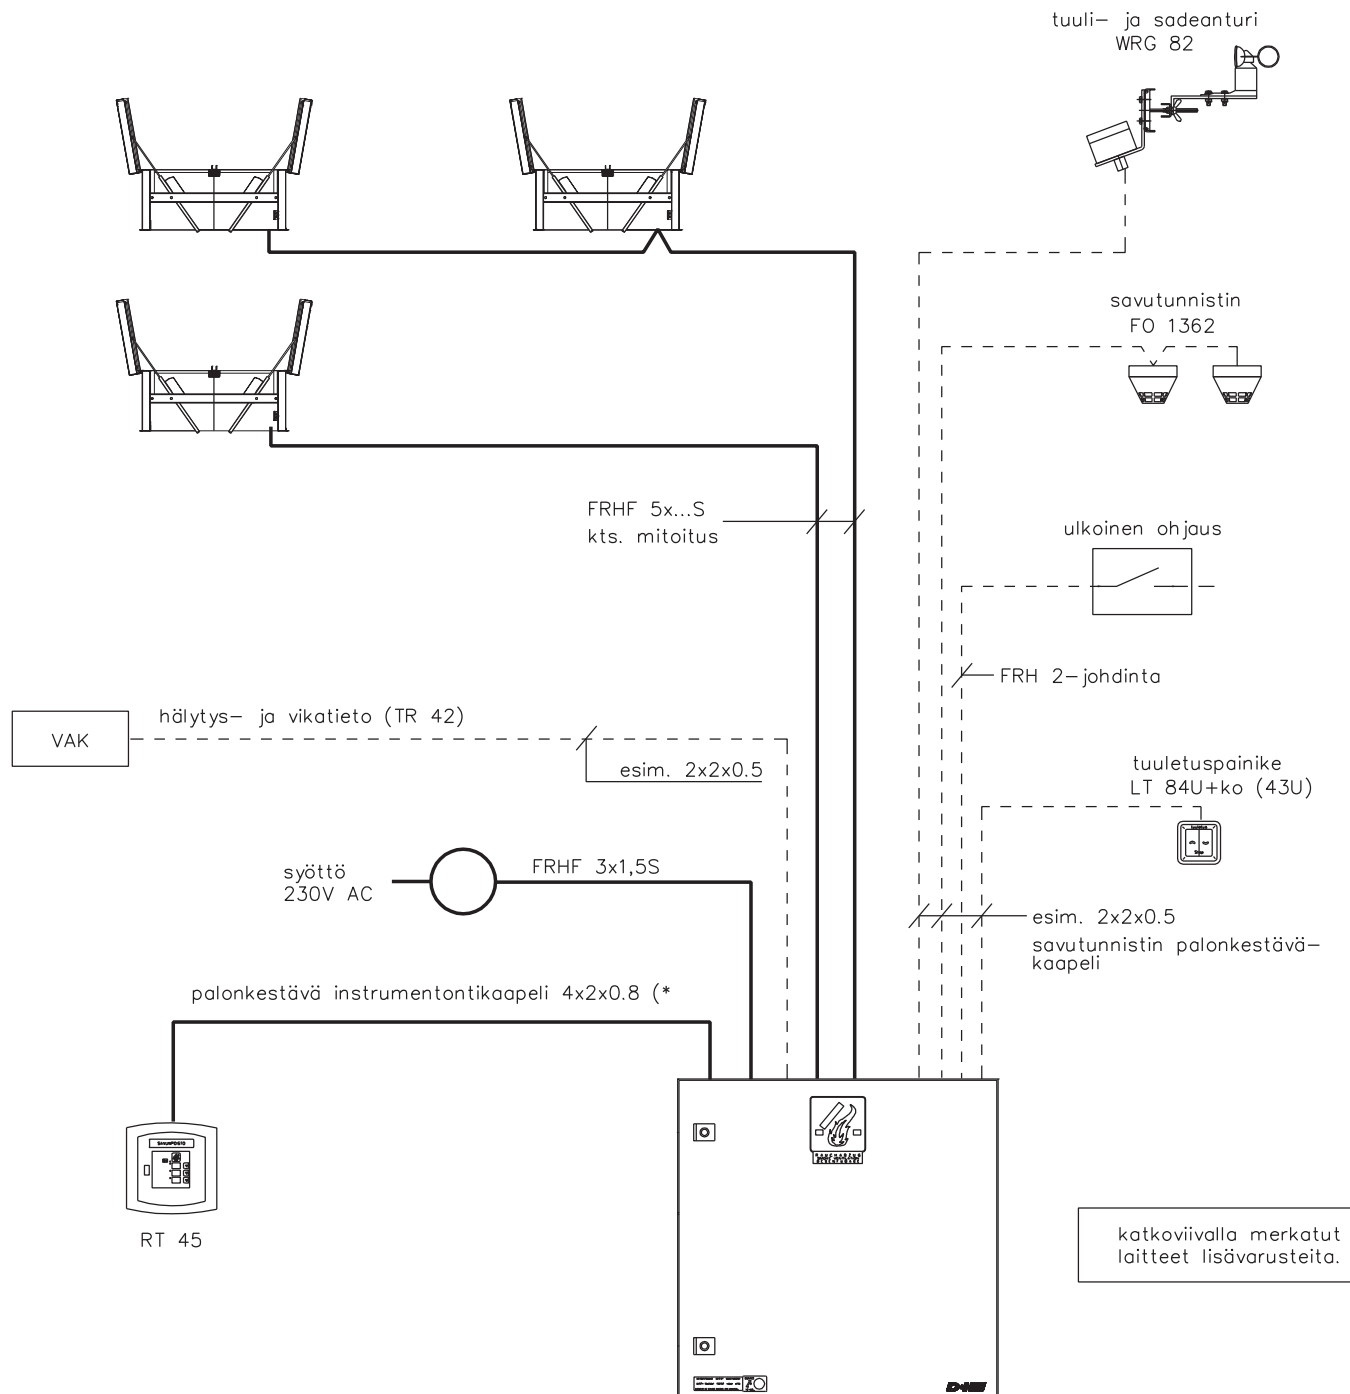 tuuli- ja sadeanturi
WRG 82
savutunnistin
FO 1362
FRHF 5x...S
kts. mitoitus
ulkoinen ohjaus
FRH 2-johdinta
hälytys- ja vikatieto (TR 42)
VAK
esim. 2x2x0.5
tuuletuspainike
LT 84U+ko (43U)
syöttö
230V AC
FRHF 3x1,5S
esim. 2x2x0.5
savutunnistin palonkestävä-
kaapeli
palonkestävä instrumentontikaapeli 4x2x0.8 (*
SAVUNPOISTO
RT 45
RAUCHABZUG
katkoviivalla merkatut
laitteet lisävarusteita.
D+H